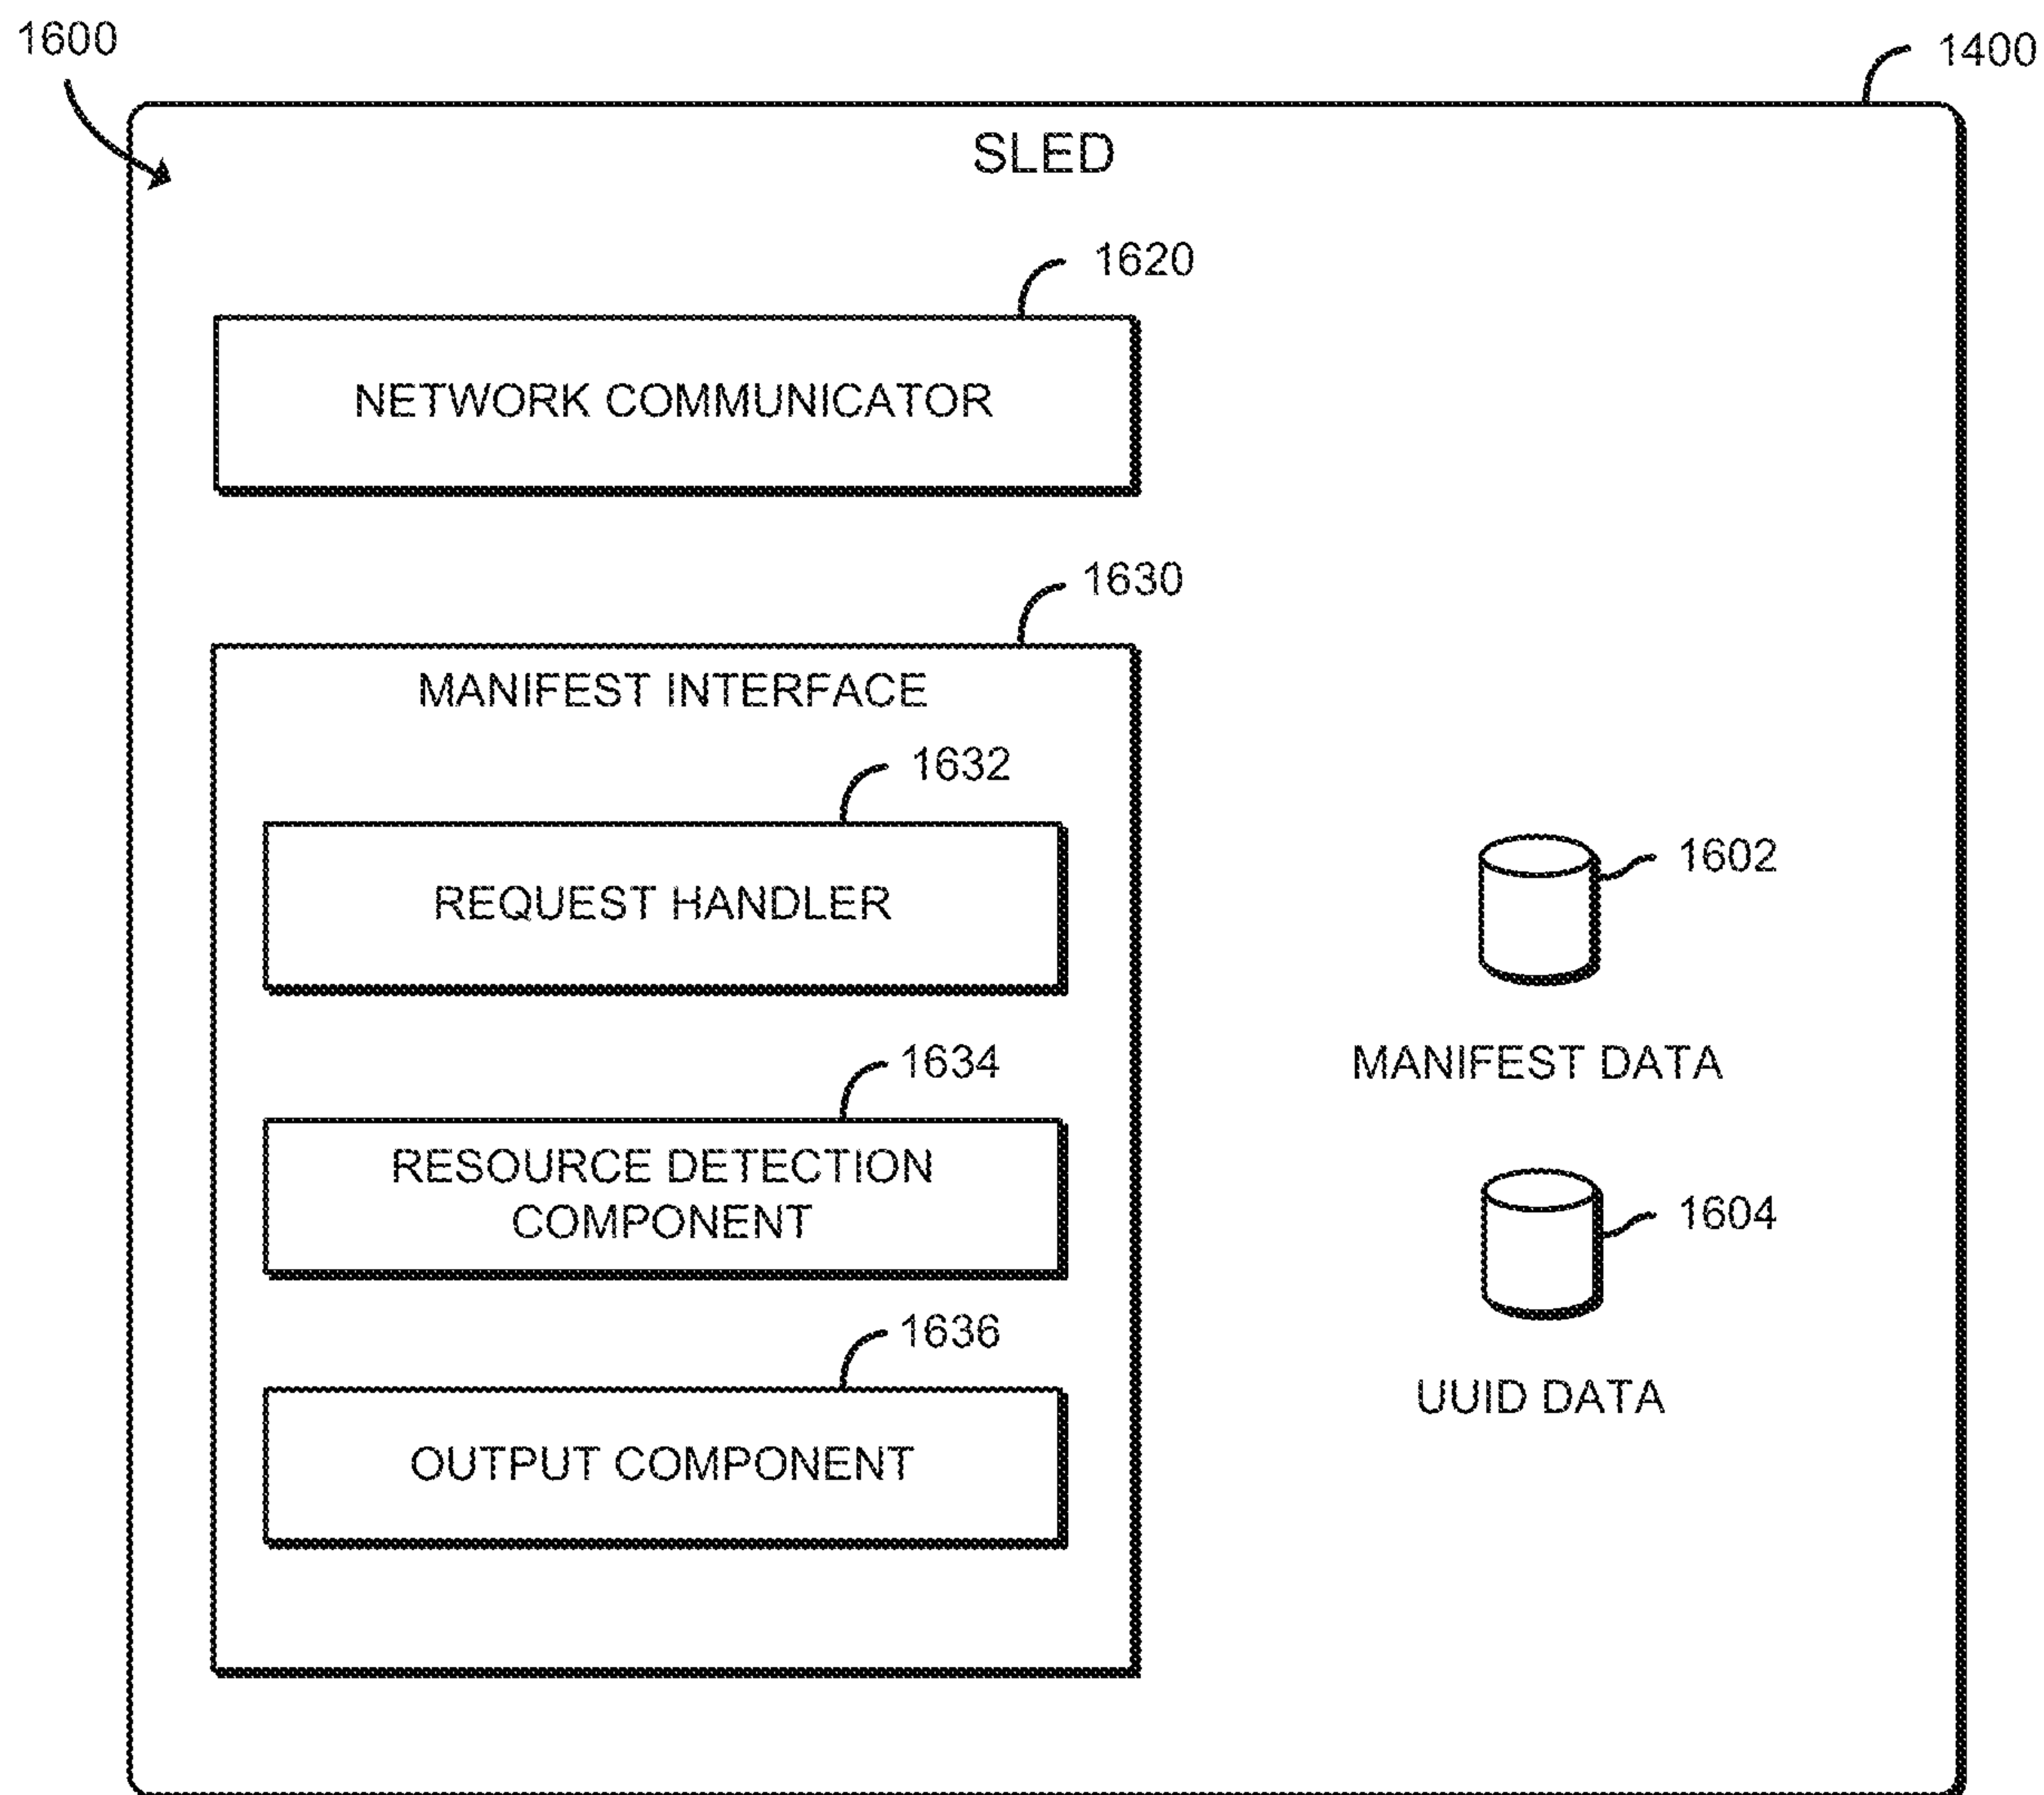 1600
1400
SLED
1620
NETWORK COMMUNICATOR
1630
MANIFEST INTERFACE
1632
REQUEST HANDLER
1634
RESOURCE DETECTION
COMPONENT
1636
OUTPUT COMPONENT
1602
MANIFEST DATA
1604
UUID DATA